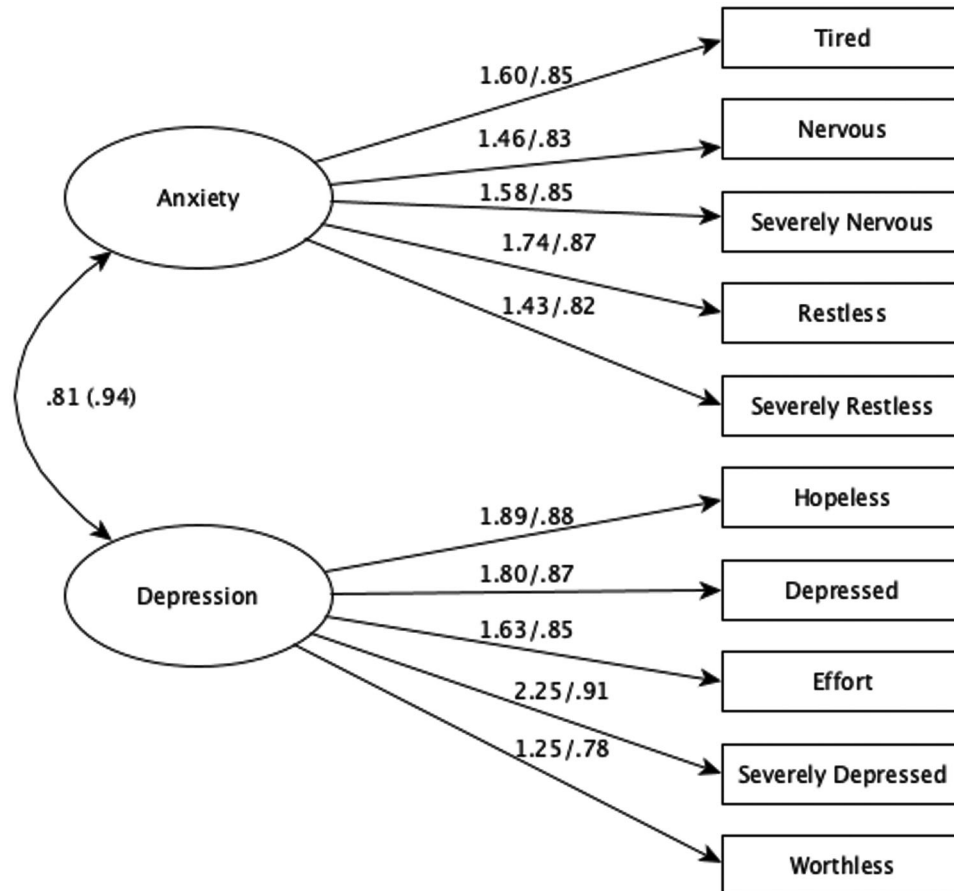 Tired
1.60/.85
Nervous
1.46/.83
Anxiety
1.58/.85
Severely Nervous
1.74/.87
Restless
1.43/.82
Severely Restless
.81 (.94)
Hopeless
1.89/.88
1.80/.87
Depressed
Depression
1.63/.85
Effort
2.25/.91
Severely Depressed
1.25/.78
Worthless